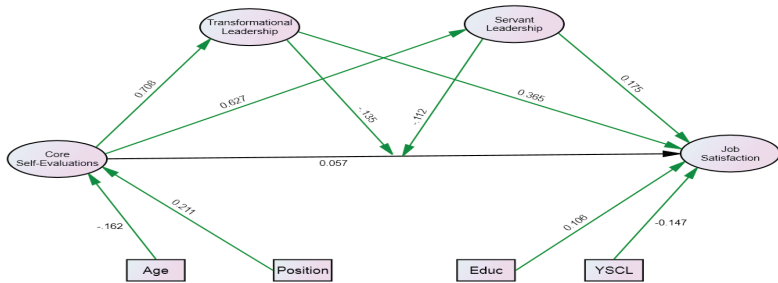 Transformational
Leadership
Servant
Leadership
0.708
0.627
-.135
-.112
0.365
0.175
Core
Self-Evaluations
0.057
Job
Satisfaction
-.162
0.211
0.106
-0.147
Age
Position
Educ
YSCL